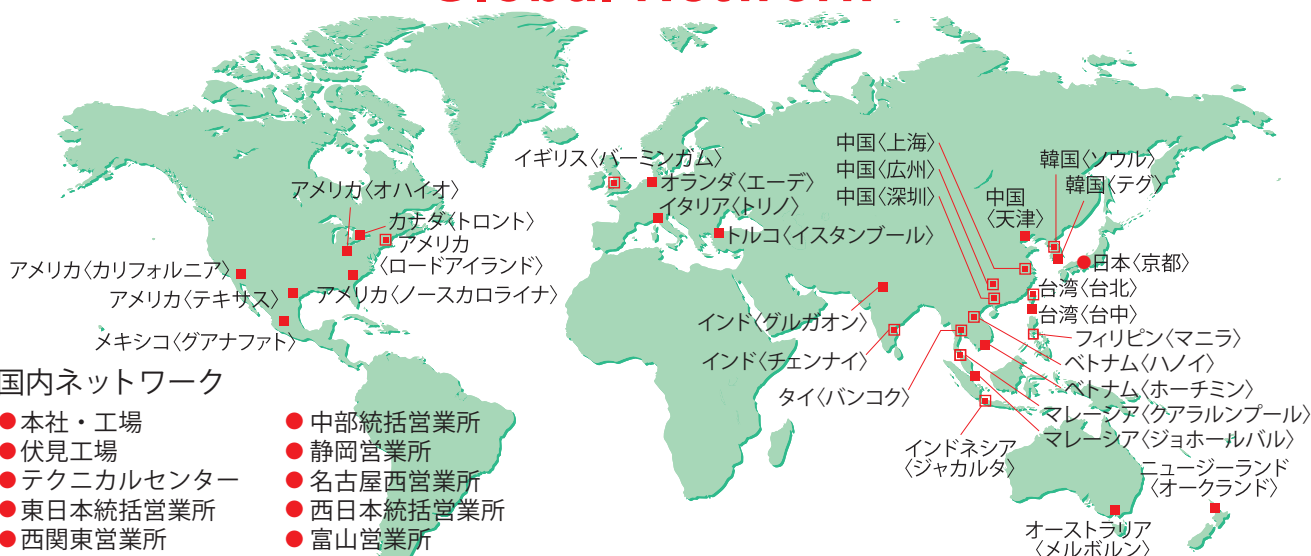 Global Network
イギリス〈バーミンガム〉
オランダ〈エーデ〉
イタリア〈トリノ〉
トルコ〈イスタンブール〉
アメリカ〈オハイオ〉
カナダ〈トロント〉
アメリカ
〈ロードアイランド〉
アメリカ〈カリフォルニア〉
アメリカ〈テキサス〉
アメリカ〈ノースカロライナ〉
メキシコ〈グアナファト〉
中国〈上海〉
中国〈広州〉
中国〈深圳〉
中国
〈天津〉
韓国〈ソウル〉
韓国〈テグ〉
日本〈京都〉
台湾〈台北〉
台湾〈台中〉
フィリピン〈マニラ〉
インド〈グルガオン〉
インド〈チェンナイ〉
タイ〈バンコク〉
ベトナム〈ハノイ〉
ベトナム〈ホーチミン〉
マレーシア〈クアラルンプール〉
マレーシア〈ジョホールバル〉
インドネシア
〈ジャカルタ〉
ニュージーランド
〈オークランド〉
オーストラリア
〈メルボルン〉
国内ネットワーク
本社・工場
伏見工場
テクニカルセンター
東日本統括営業所
西関東営業所
中部統括営業所
静岡営業所
名古屋西営業所
西日本統括営業所
富山営業所